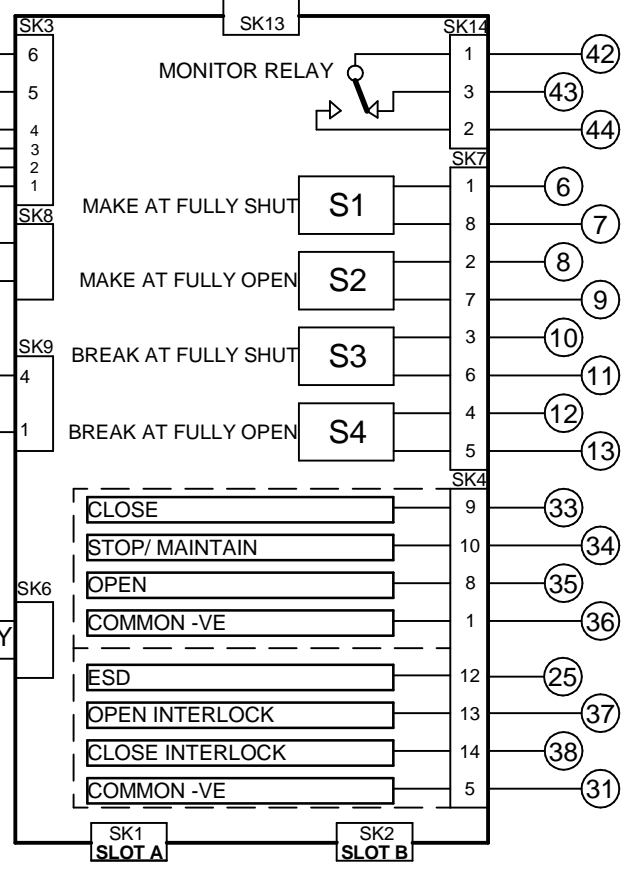 SK3
SK13
SK14
6
MONITOR RELAY
1
42
5
3
43
4
2
44
3
2
1
SK7
MAKE AT FULLY SHUT
S1
1
6
8
7
SK8
MAKE AT FULLY OPEN
S2
2
8
7
9
SK9
BREAK AT FULLY SHUT
S3
3
10
4
6
11
1
BREAK AT FULLY OPEN
S4
4
12
5
13
SK4
CLOSE
9
33
STOP/ MAINTAIN
10
34
SK6
OPEN
8
35
COMMON -VE
1
36
Y
ESD
12
25
OPEN INTERLOCK
13
37
CLOSE INTERLOCK
14
38
COMMON -VE
5
31
SK1
SLOT A
SK2
SLOT B